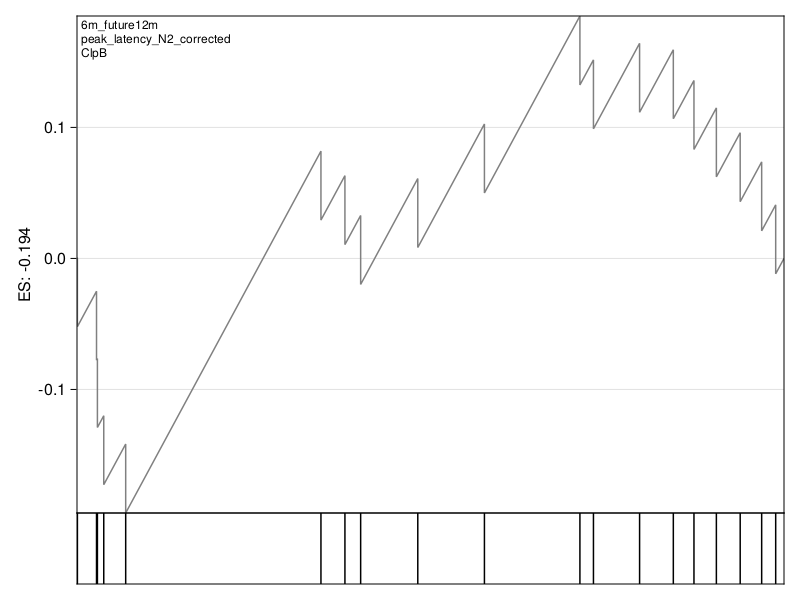 6m_future12m
peak_latency_N2_corrected
ClpB
0.1
0.0
-0.1
ES: -0.194